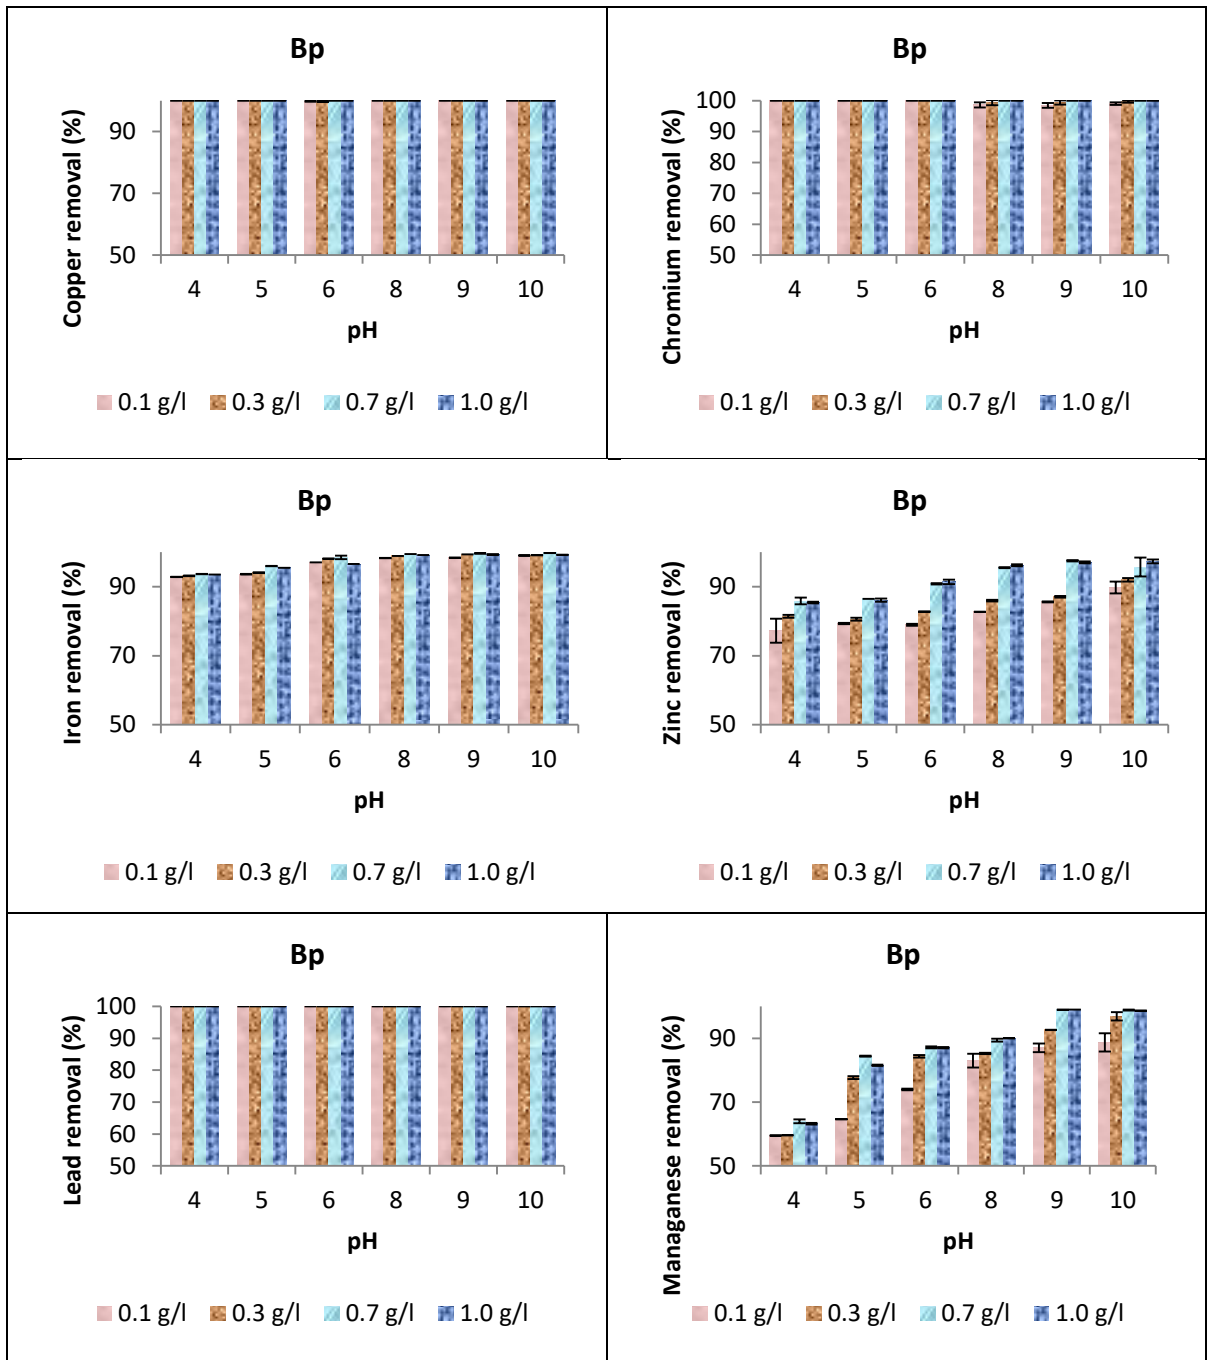 Bp
Copper removal (%)
90
70
50
4 5 6 8 9 10
pH
0.1 g/l 0.3 g/l 0.7 g/l 1.0 g/l
Bp
Chromium removal (%)
100
90
80
70
60
50
4 5 6 8 9 10
pH
0.1 g/l 0.3 g/l 0.7 g/l 1.0 g/l
Bp
Iron removal (%)
90
70
50
4 5 6 8 9 10
pH
0.1 g/l 0.3 g/l 0.7 g/l 1.0 g/l
Bp
Zinc removal (%)
90
70
50
4 5 6 8 9 10
pH
0.1 g/l 0.3 g/l 0.7 g/l 1.0 g/l
Bp
Lead removal (%)
100
90
80
70
60
50
4 5 6 8 9 10
pH
0.1 g/l 0.3 g/l 0.7 g/l 1.0 g/l
Bp
Managanese removal (%)
90
70
50
4 5 6 8 9 10
pH
0.1 g/l 0.3 g/l 0.7 g/l 1.0 g/l